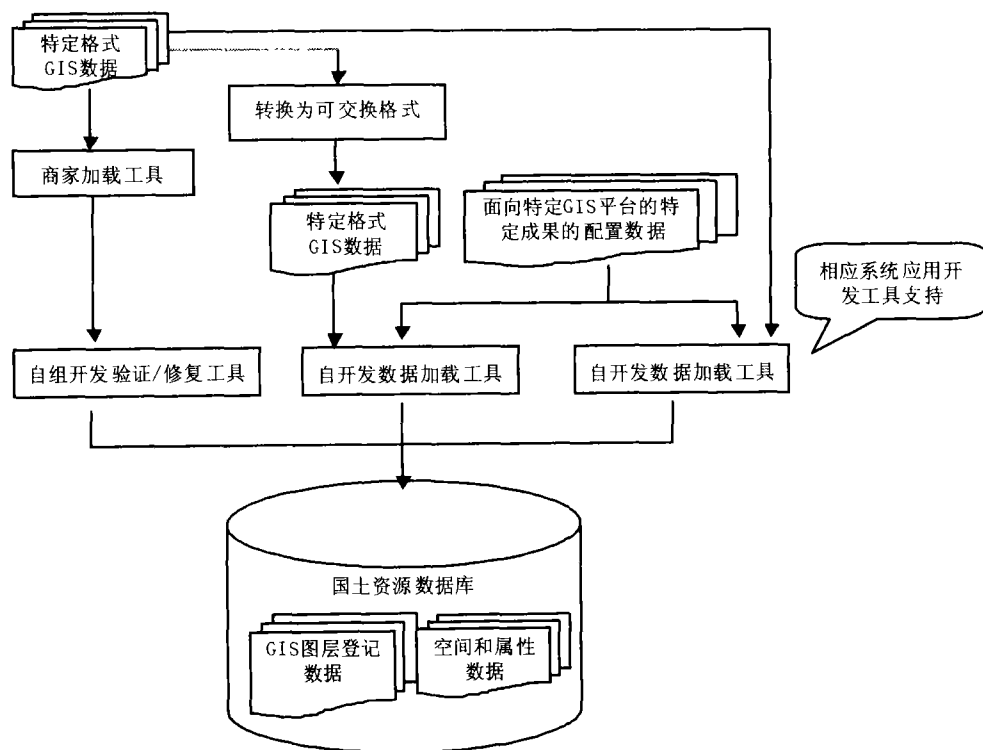 特定格式
GIS数据
转换为可交换格式
商家加载工具
特定格式
GIS数据
面向特定GIS平台的特
定成果的配置数据
相应系统应用开
发工具支持
自组开发验证/修复工具
自开发数据加载工具
自开发数据加载工具
国土资源数据库
GIS图层登记
数据
空间和属性
数据